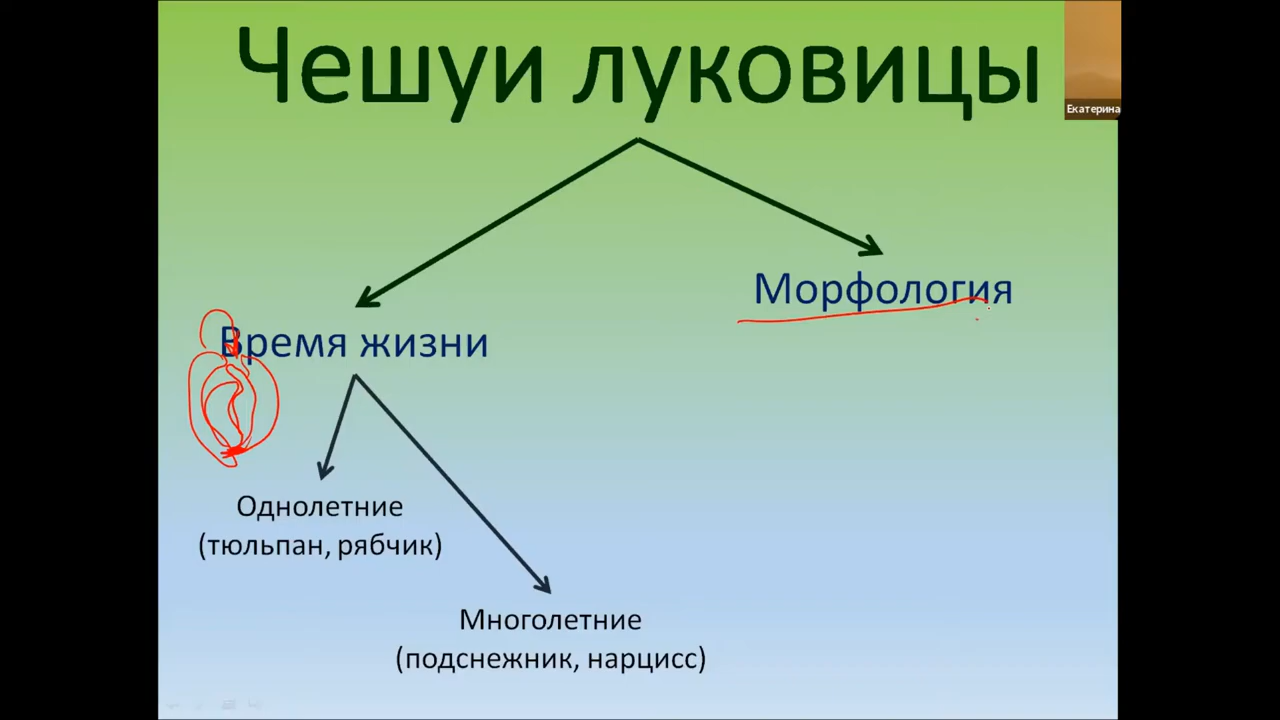 Чешуи луковицы
Екатерина
Морфология
Время жизни
Однолетние
(тюльпан, рябчик)
Многолетние
(подснежник, нарцисс)